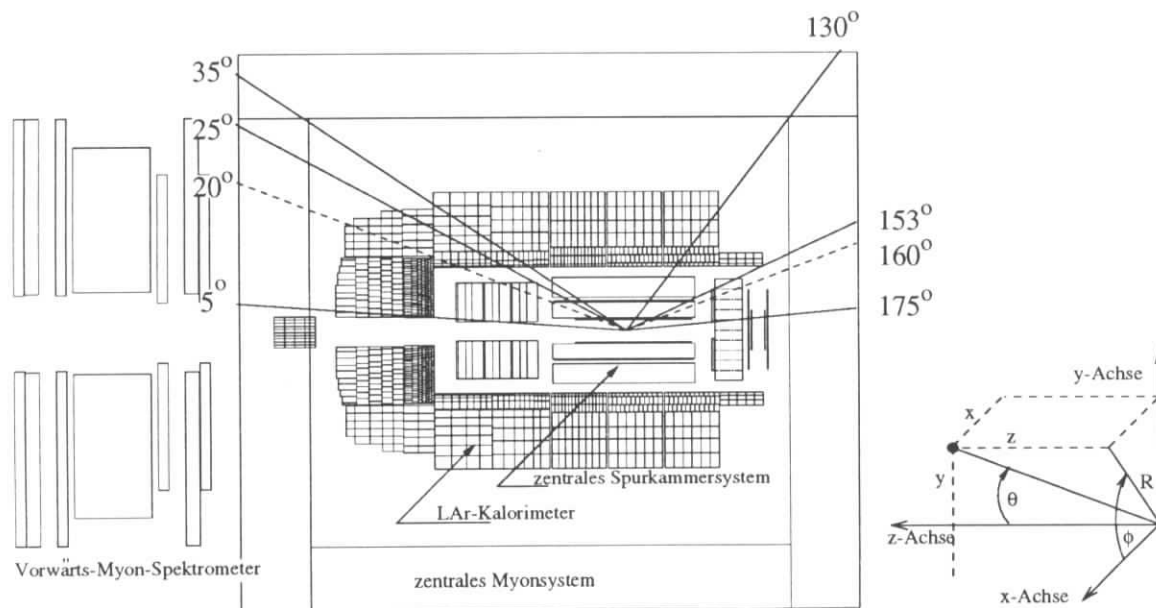 130°
35°
25°
20°
5°
153°
160°
175°
y-Achse
x
z
y
R
θ
ϕ
z-Achse
x-Achse
zentrales Spurkammersystem
LAr-Kalorimeter
Vorwärts-Myon-Spektrometer
zentrales Myonsystem